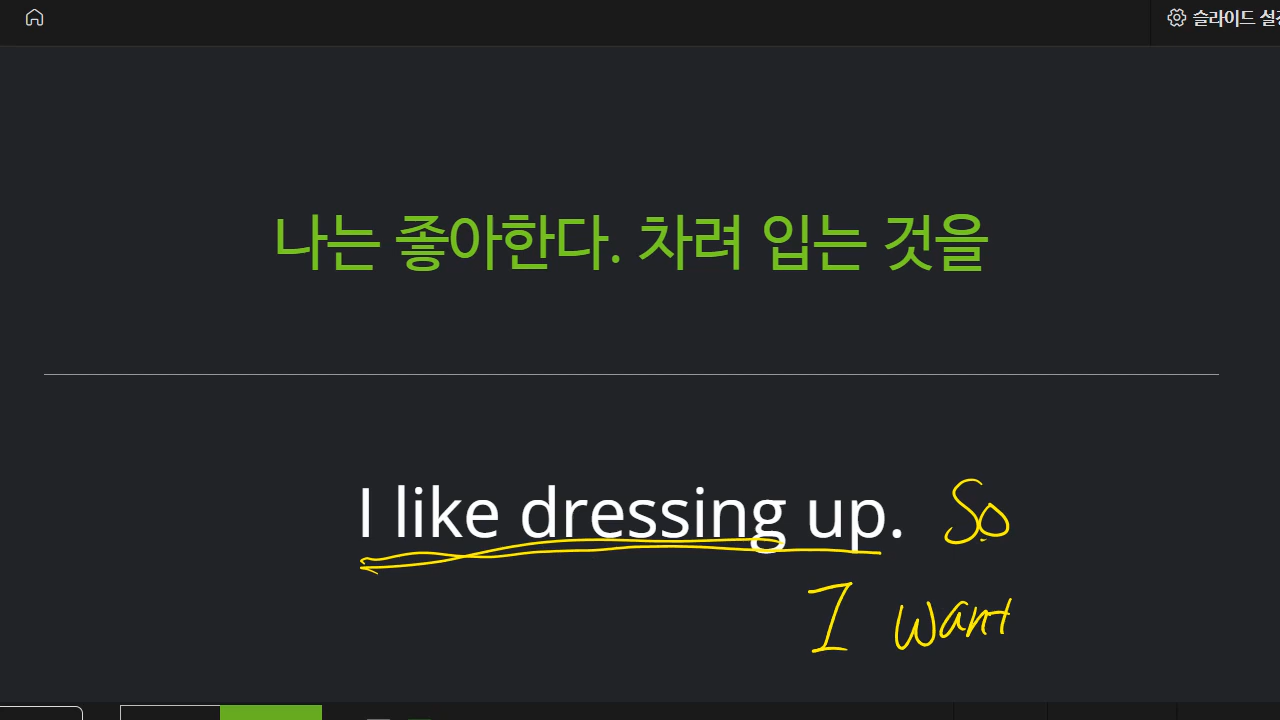 슬라이드
나는 좋아한다. 차려 입는 것을
I like dressing up. So
I want